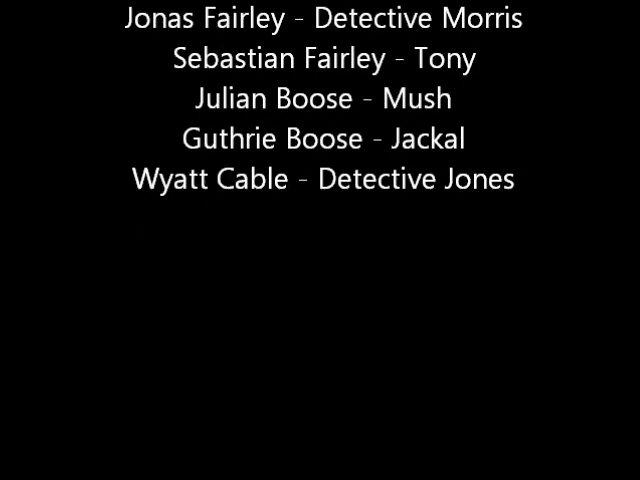 Jonas Fairley - Detective Morris
Sebastian Fairley - Tony
Julian Boose - Mush
Guthrie Boose - Jackal
Wyatt Cable - Detective Jones